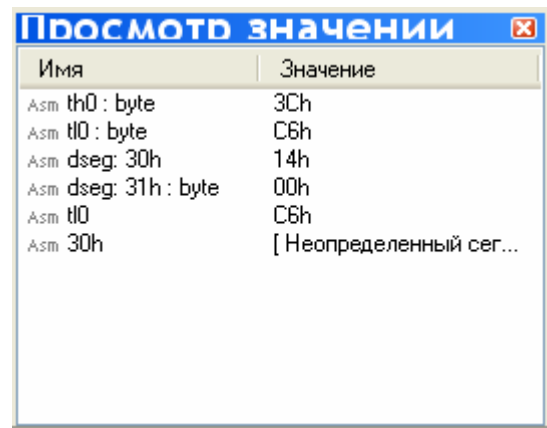 Просмотр значений
Имя Значение
Asm th0 : byte 3Ch
Asm tl0 : byte C6h
Asm dseg: 30h 14h
Asm dseg: 31h : byte 00h
Asm tl0 C6h
Asm 30h [ Неопределенный сег...